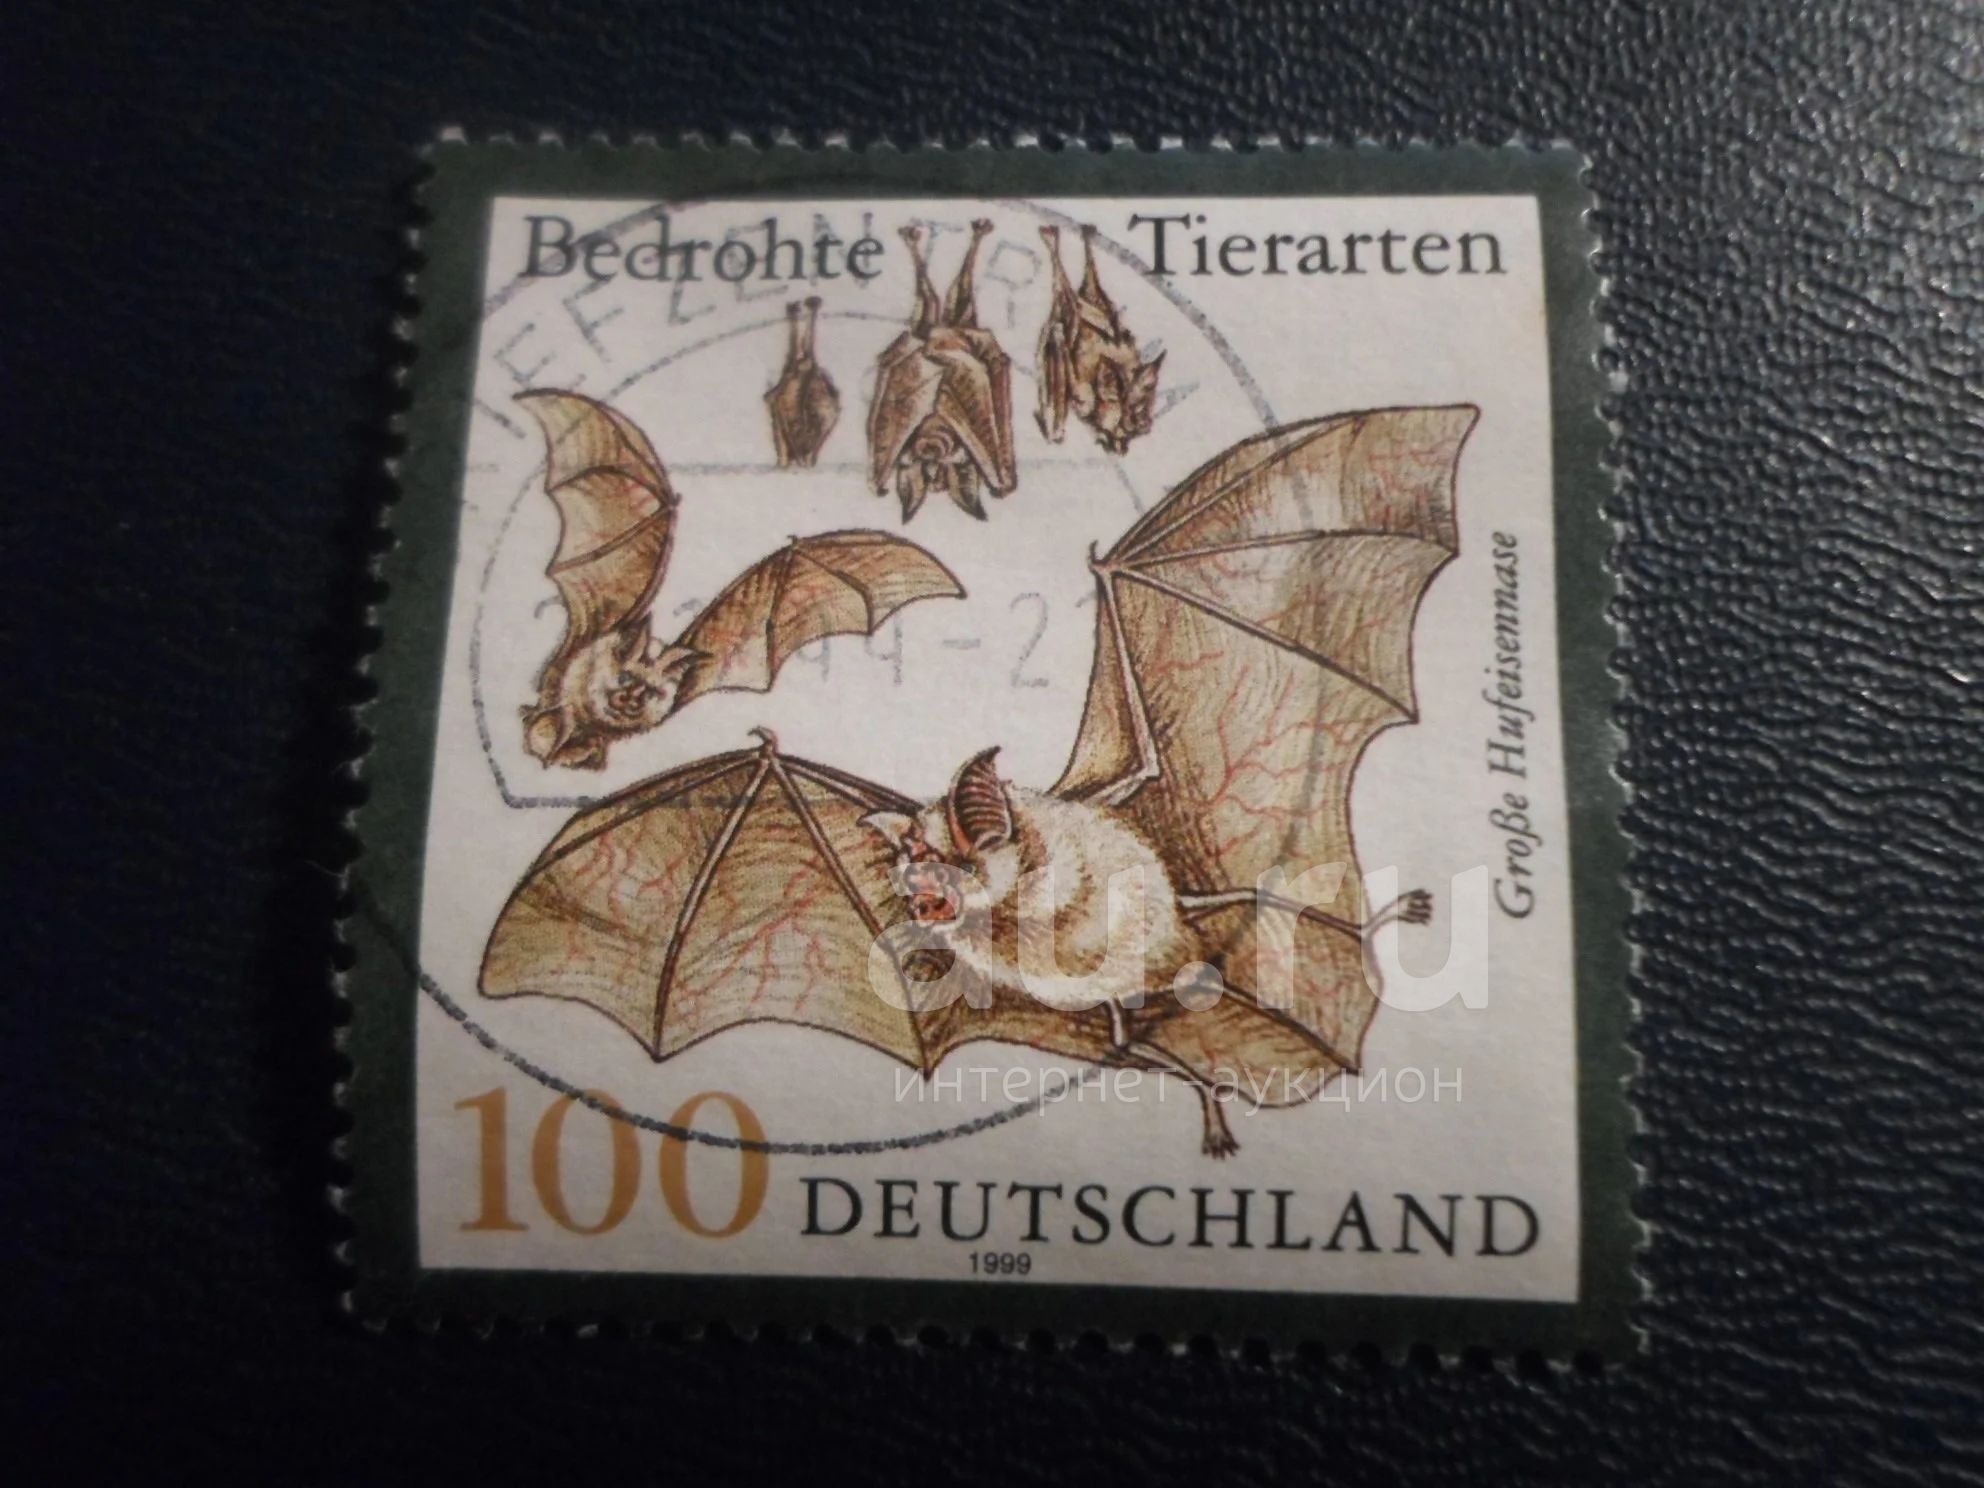 Bedrohte Tierarten
Große Hufeisennase
100 DEUTSCHLAND
1999
au.ru
интернет-аукцион